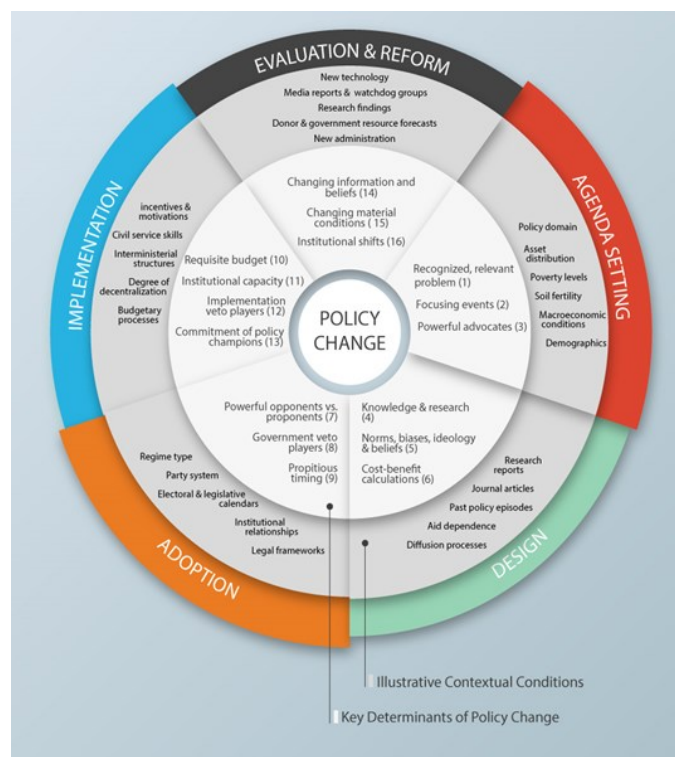 EVALUATION & REFORM
New technology
Media reports & watchdog groups
Research findings
Donor & government resource forecasts
New administration
Changing information and
beliefs (14)
Changing material
conditions ( 15)
Institutional shifts (16)
AGENDA SETTING
Policy domain
Asset
distribution
Poverty levels
Soil fertility
Macroeconomic
conditions
Demographics
Recognized, relevant
problem (1)
Focusing events (2)
Powerful advocates (3)
DESIGN
Research
reports
Journal articles
Past policy episodes
Aid dependence
Diffusion processes
Knowledge & research
(4)
Norms, biases, ideology
& beliefs (5)
Cost-benefit
calculations (6)
ADOPTION
Regime type
Party system
Electoral & legislative
calendars
Institutional
relationships
Legal frameworks
Powerful opponents vs.
proponents (7)
Government veto
players (8)
Propitious
timing (9)
IMPLEMENTATION
incentives &
motivations
Civil service skills
Interministerial
structures
Degree of
decentralization
Budgetary
processes
Requisite budget (10)
Institutional capacity (11)
Implementation
veto players (12)
Commitment of policy
champions (13)
POLICY
CHANGE
Illustrative Contextual Conditions
Key Determinants of Policy Change